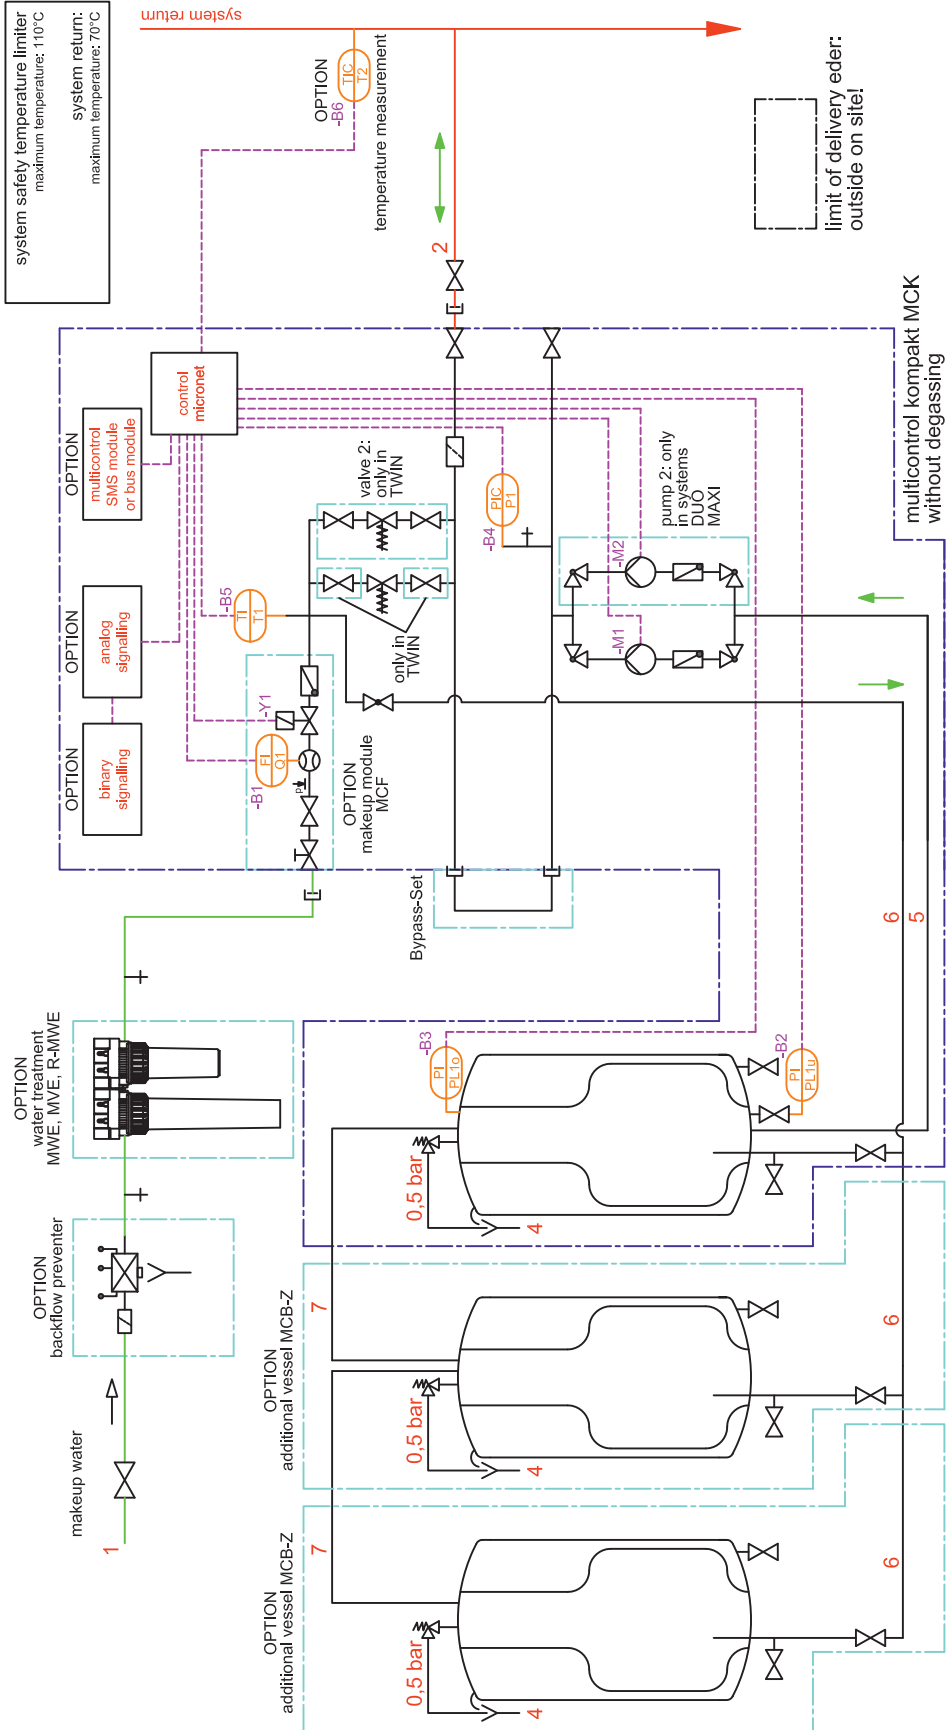 system safety temperature limiter
maximum temperature: 110°C
system return:
maximum temperature: 70°C
system return
OPTION
-B6
TIC
T2
temperature measurement
2
limit of delivery eder:
outside on site!
OPTION
multicontrol
SMS module
or bus module
control
micronet
OPTION
analog
signalling
OPTION
binary
signalling
-B5
TI
T1
valve 2:
only in
TWIN
only in
TWIN
-B4
PIC
P1
-Y1
-B1
FI
Q1
p
OPTION
makeup module
MCF
-M2
-M1
pump 2: only
in systems
DUO
MAXI
multicontrol kompakt MCK
without degassing
Bypass-Set
6
5
OPTION
water treatment
MWE, MVE, R-MWE
OPTION
backflow preventer
makeup water
1
-B3
PI
PL1o
-B2
PI
PL1u
0,5 bar
4
7
OPTION
additional vessel MCB-Z
0,5 bar
4
6
7
OPTION
additional vessel MCB-Z
0,5 bar
4
6